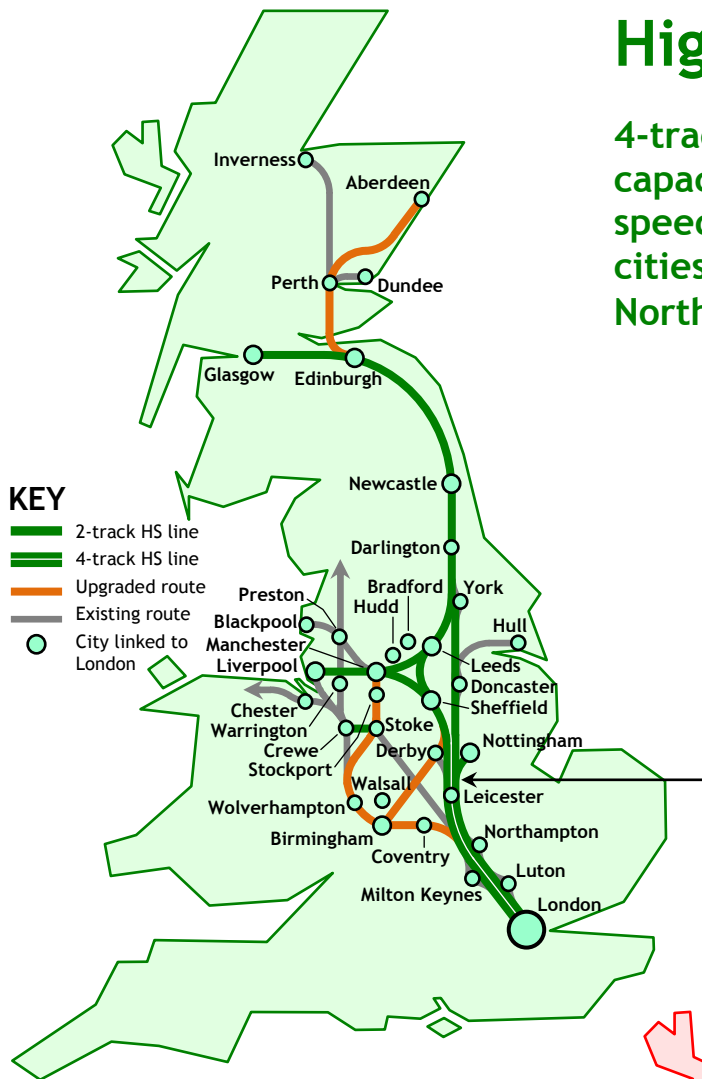 Hig
4-trac
capac
speed
cities
North
Inverness
Aberdeen
Perth
Dundee
Glasgow
Edinburgh
Newcastle
KEY
2-track HS line
4-track HS line
Upgraded route
Existing route
City linked to
London
Darlington
Bradford
York
Preston
Hudd
Blackpool
Hull
Manchester
Liverpool
Leeds
Doncaster
Chester
Sheffield
Warrington
Stoke
Crewe
Nottingham
Stockport
Derby
Walsall
Leicester
Wolverhampton
Birmingham
Northampton
Coventry
Luton
Milton Keynes
London